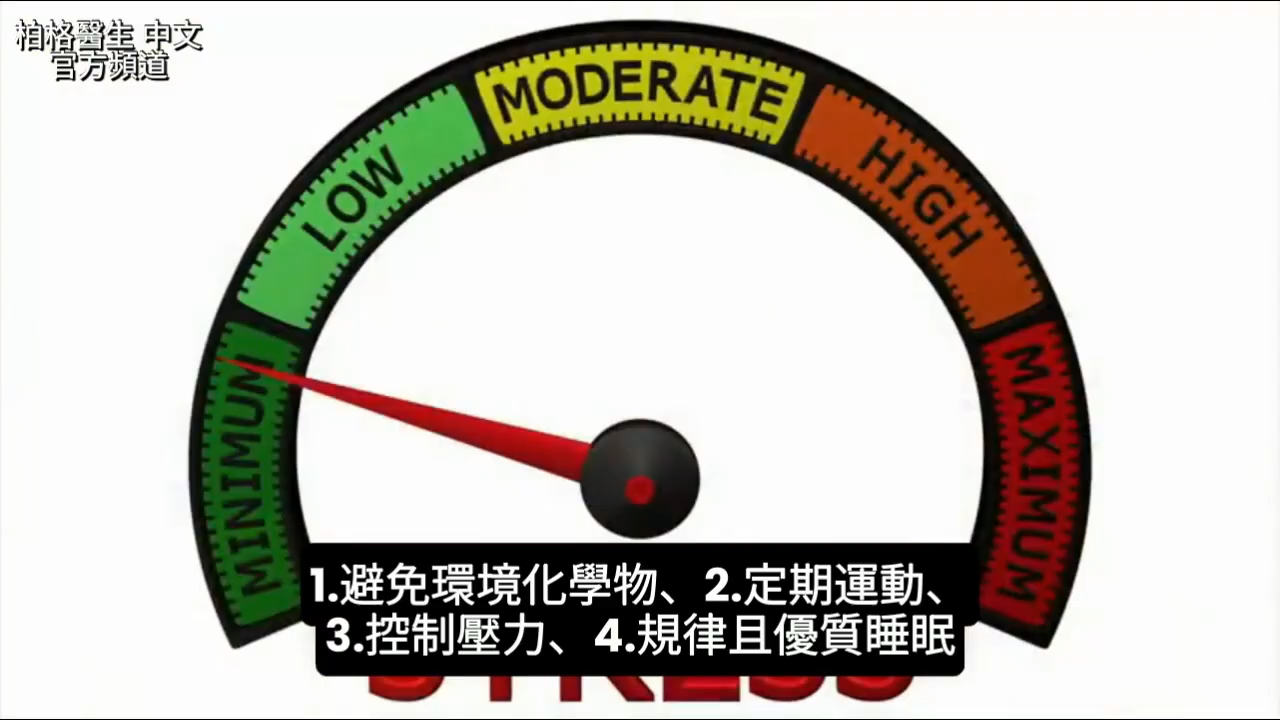 柏格醫生 中文
官方頻道
MINIMUM
LOW
MODERATE
HIGH
MAXIMUM
1.避免環境化學物、2.定期運動、
3.控制壓力、4.規律且優質睡眠
STRESS